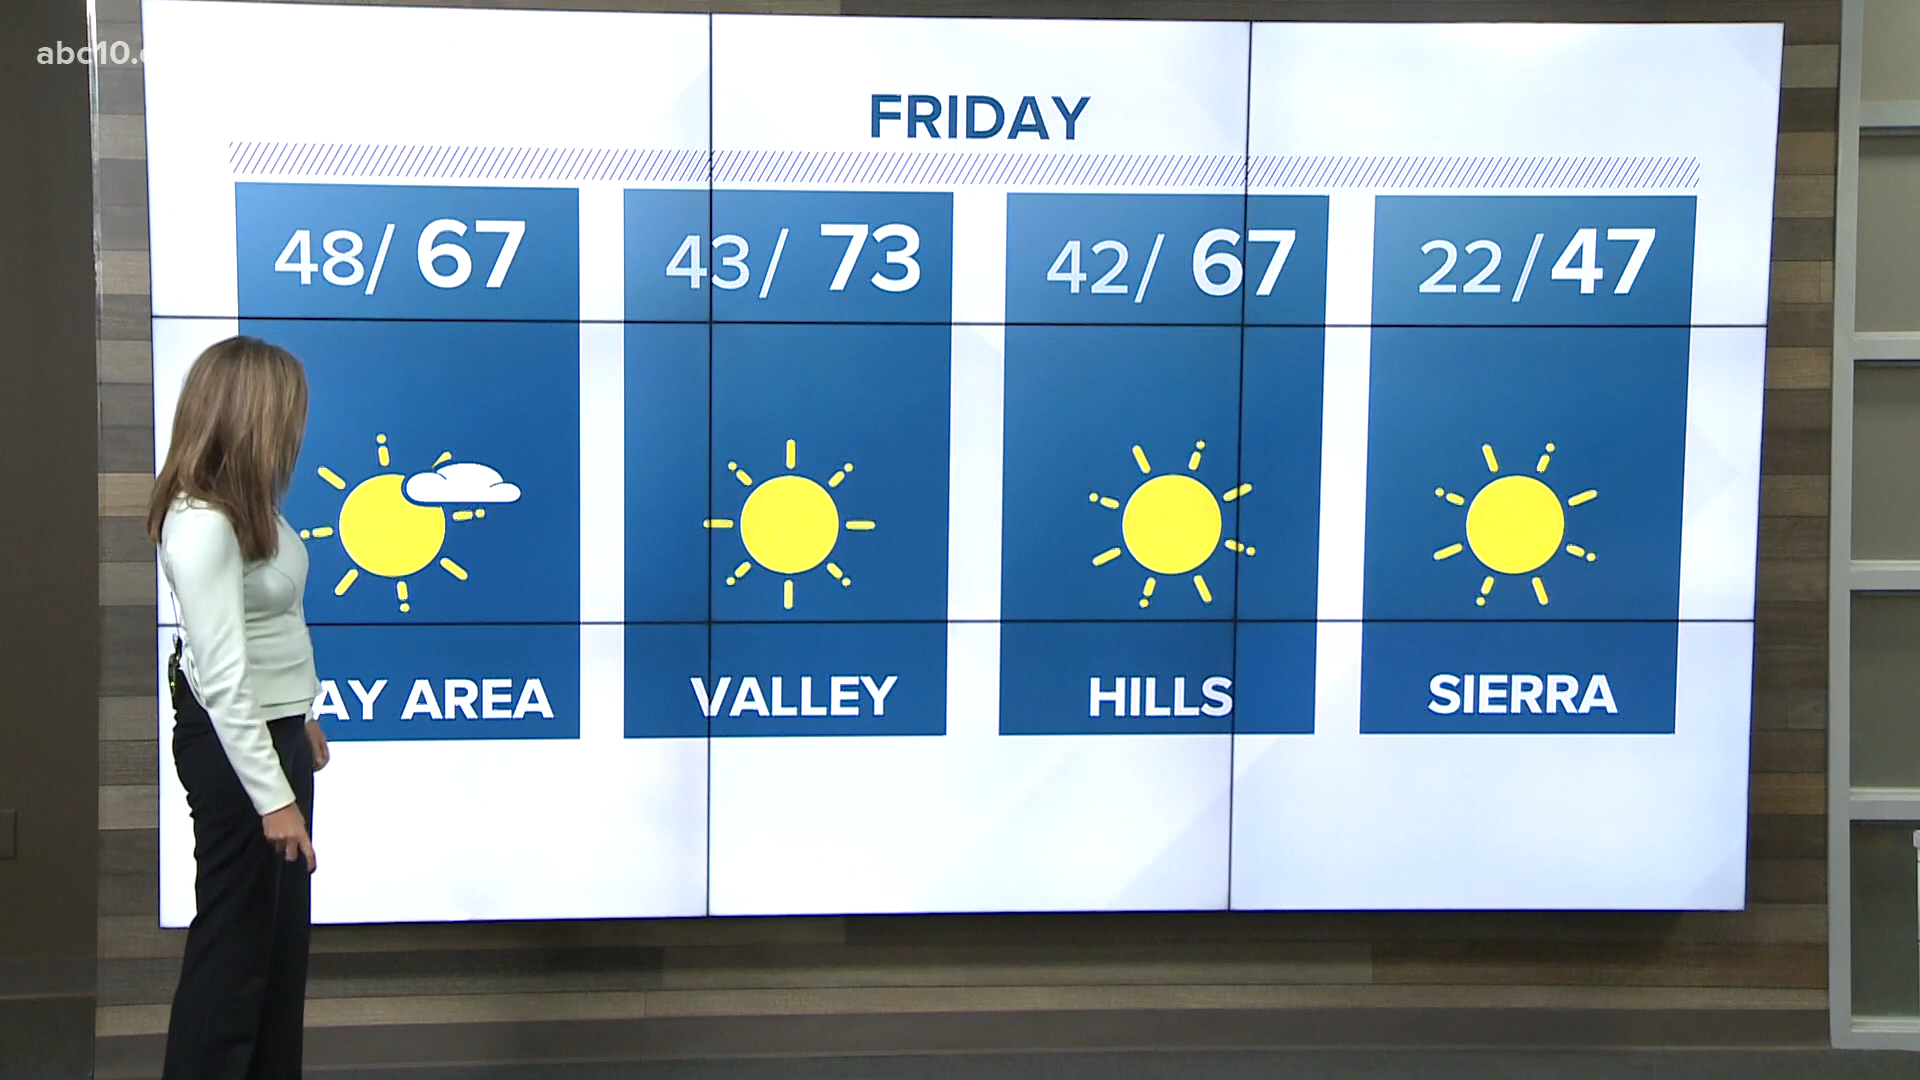 abc10.
FRIDAY
48/ 67
43/ 73
42/ 67
22/47
AY AREA
VALLEY
HILLS
SIERRA